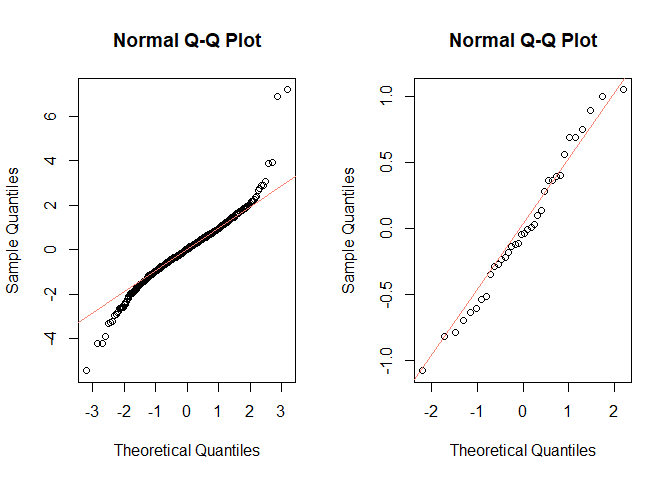 Normal Q-Q Plot
Sample Quantiles
6
4
2
0
-2
-4
-3 -2 -1 0 1 2 3
Theoretical Quantiles
Normal Q-Q Plot
Sample Quantiles
1.0
0.5
0.0
-0.5
-1.0
-2 -1 0 1 2
Theoretical Quantiles